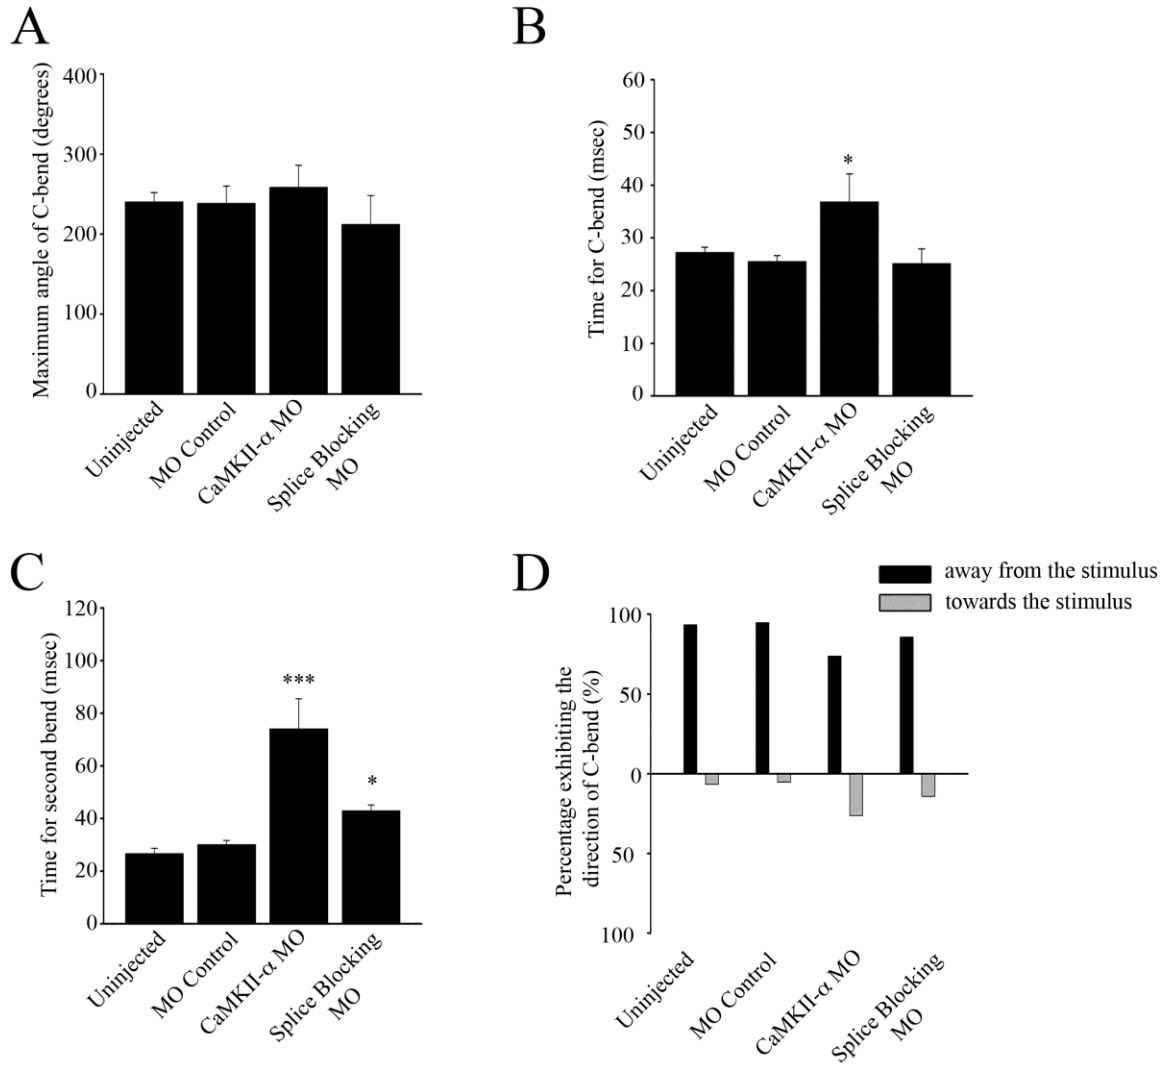 A
Maximum angle of C-bend (degrees)
400
300
200
100
0
Uninjected
MO Control
CaMKII-α MO
Splice Blocking
MO
B
Time for C-bend (msec)
60
50
40
30
20
10
0
*
Uninjected
MO Control
CaMKII-α MO
Splice Blocking
MO
C
Time for second bend (msec)
120
100
80
60
40
20
0
***
*
Uninjected
MO Control
CaMKII-α MO
Splice Blocking
MO
D
away from the stimulus
towards the stimulus
Percentage exhibiting the
direction of C-bend (%)
100
50
0
50
100
Uninjected
MO Control
CaMKII-α MO
Splice Blocking
MO